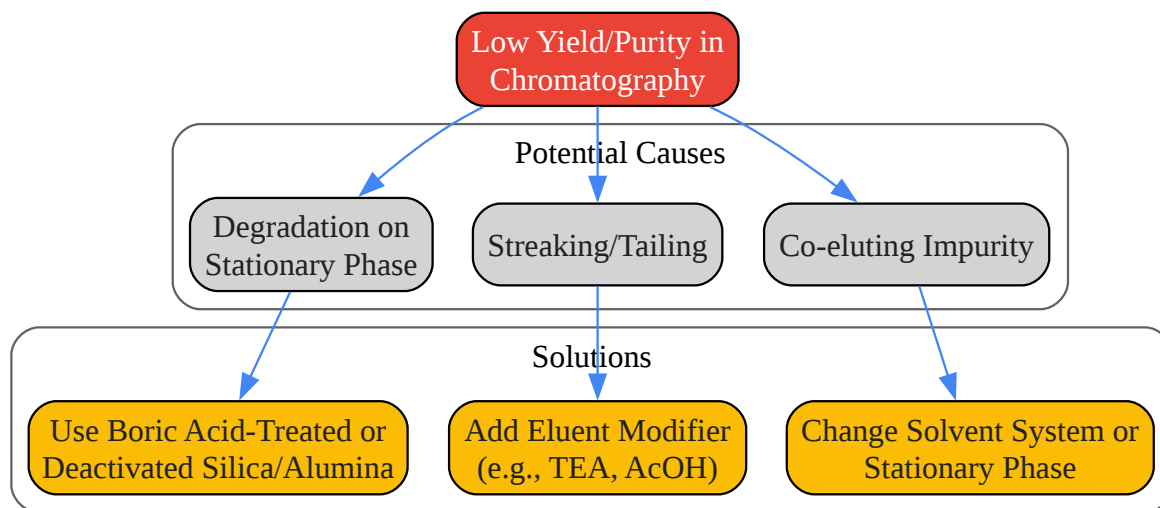 Low Yield/Purity in
Chromatography
Potential Causes
Degradation on
Stationary Phase
Streaking/Tailing
Co-eluting Impurity
Solutions
Use Boric Acid-Treated or
Deactivated Silica/Alumina
Add Eluent Modifier
(e.g., TEA, AcOH)
Change Solvent System or
Stationary Phase